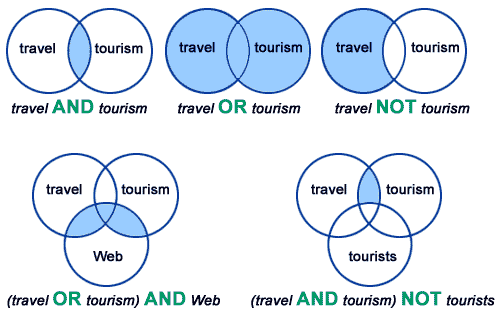 travel tourism
travel tourism
travel tourism
travel AND tourism
travel OR tourism
travel NOT tourism
travel tourism
Web
travel tourism
tourists
(travel OR tourism) AND Web
(travel AND tourism) NOT tourists